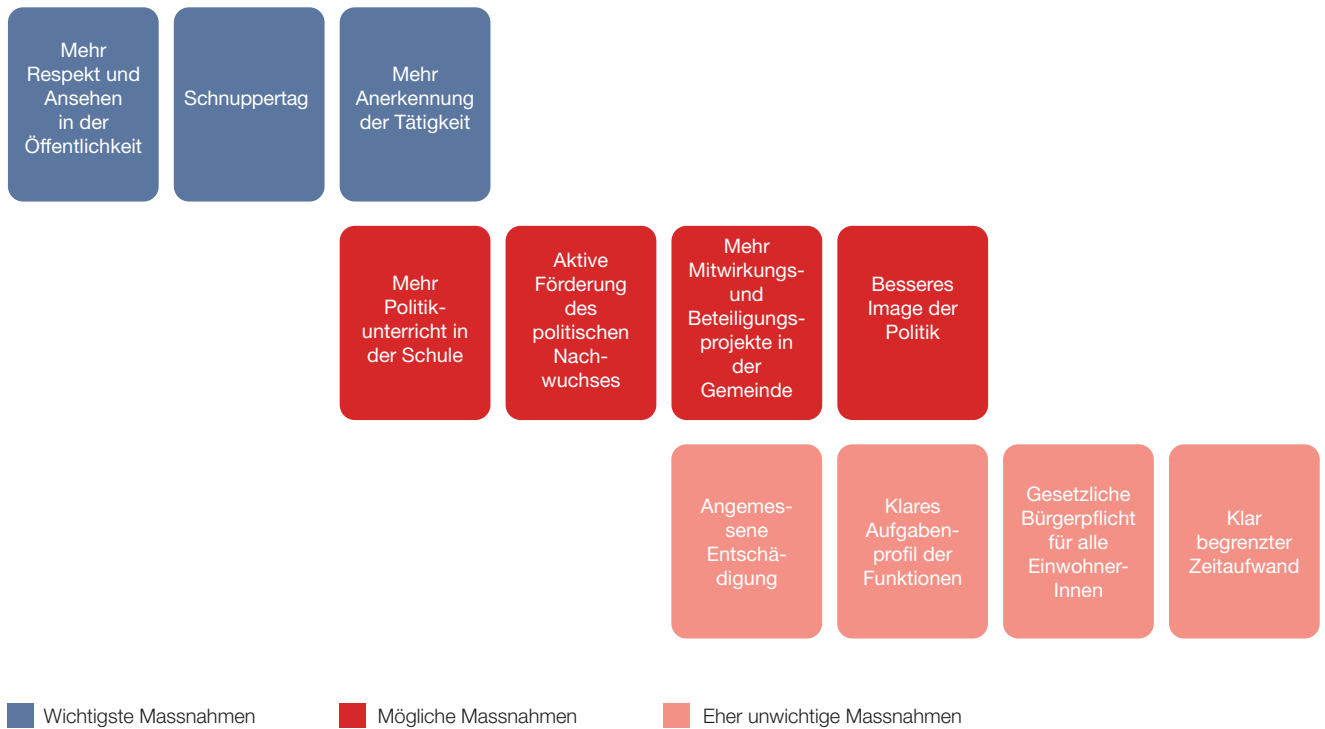 Mehr
Respekt und
Ansehen
in der
Öffentlichkeit
Schnuppertag
Mehr
Anerkennung
der Tätigkeit
Mehr
Politik-
unterricht in
der Schule
Aktive
Förderung
des
politischen
Nach-
wuchses
Mehr
Mitwirkungs-
und
Beteiligungs-
projekte in
der
Gemeinde
Besseres
Image der
Politik
Angemes-
sene
Entschä-
digung
Klares
Aufgaben-
profil der
Funktionen
Gesetzliche
Bürgerpflicht
für alle
Einwohner-
Innen
Klar
begrenzter
Zeitaufwand
Wichtigste Massnahmen
Mögliche Massnahmen
Eher unwichtige Massnahmen